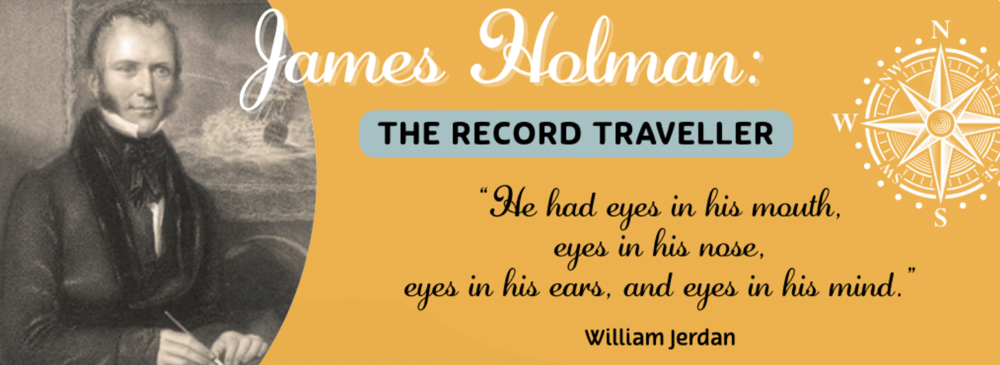 James Holman:
THE RECORD TRAVELLER
“He had eyes in his mouth,
eyes in his nose,
eyes in his ears, and eyes in his mind.”
William Jerdan
N
NW
NE
W
SW
SE
S